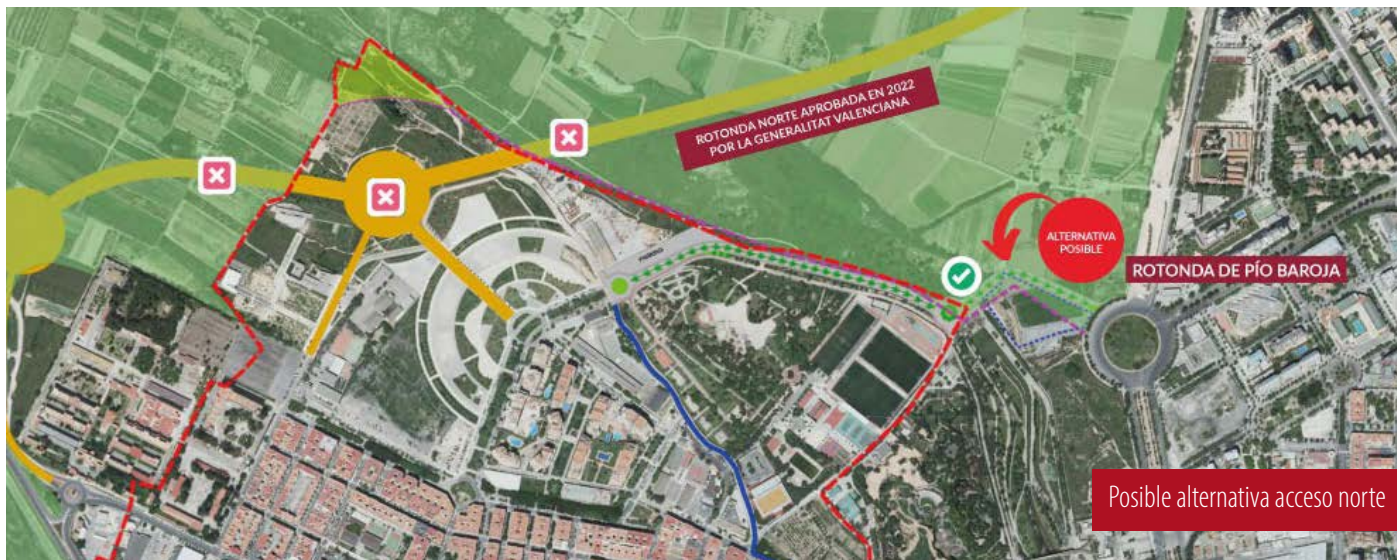 ROTONDA NORTE APROBADA EN 2022
POR LA GENERALITAT VALENCIANA
ALTERNATIVA
POSIBLE
ROTONDA DE PÍO BAROJA
Posible alternativa acceso norte